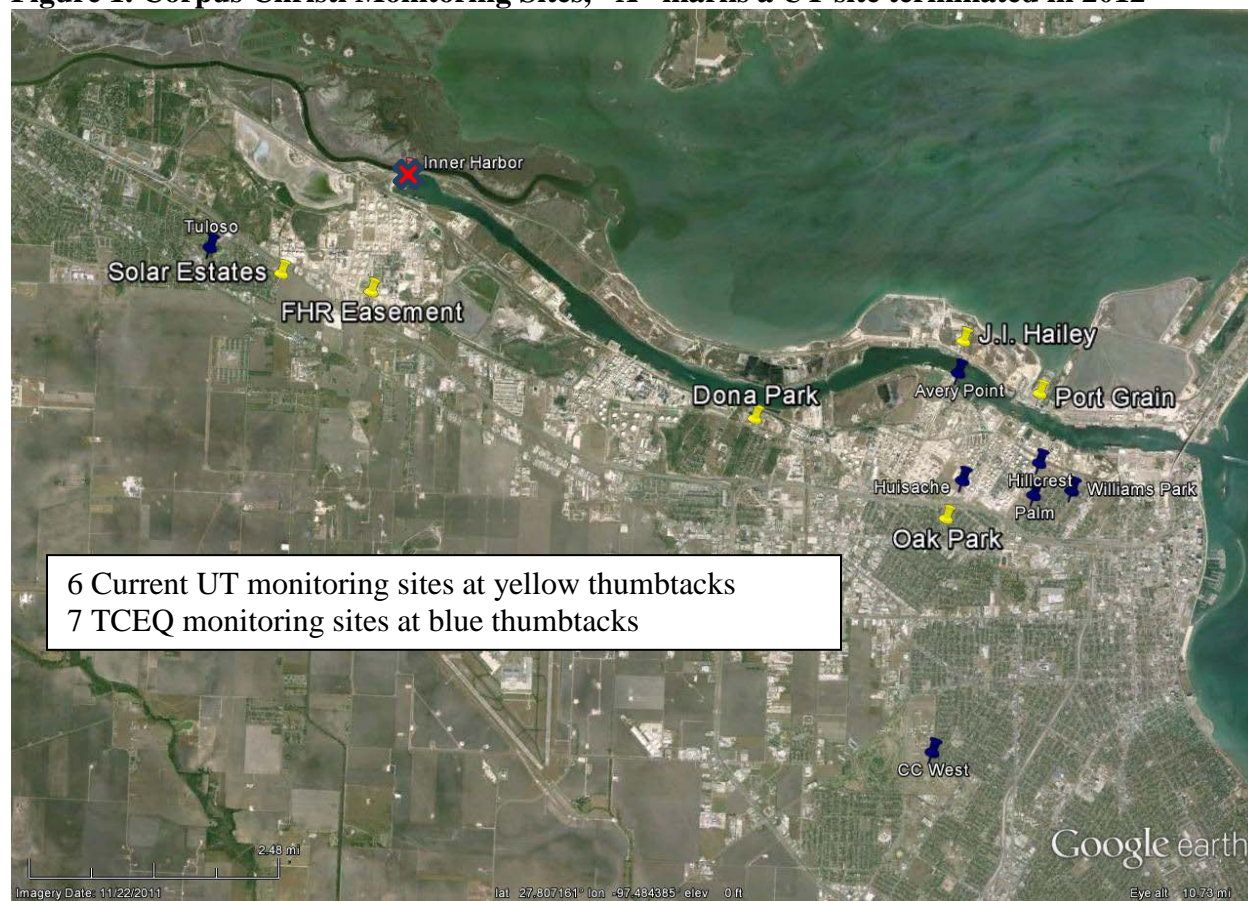 Figure 1. Corpus Christi Monitoring Sites, "X" marks a UT site terminated in 2012
Inner Harbor
Tuloso
Solar Estates
FHR Easement
J.I. Hailey
Avery Point
Dona Park
Port Grain
Huisache
Hillcrest
Williams Park
Palm
Oak Park
6 Current UT monitoring sites at yellow thumbtacks
7 TCEQ monitoring sites at blue thumbtacks
CC West
Google earth
2.48 mi
Imagery Date: 11/22/2011
lat 27.807161° lon -97.484385° elev 0 ft
Eye alt 10.73 mi